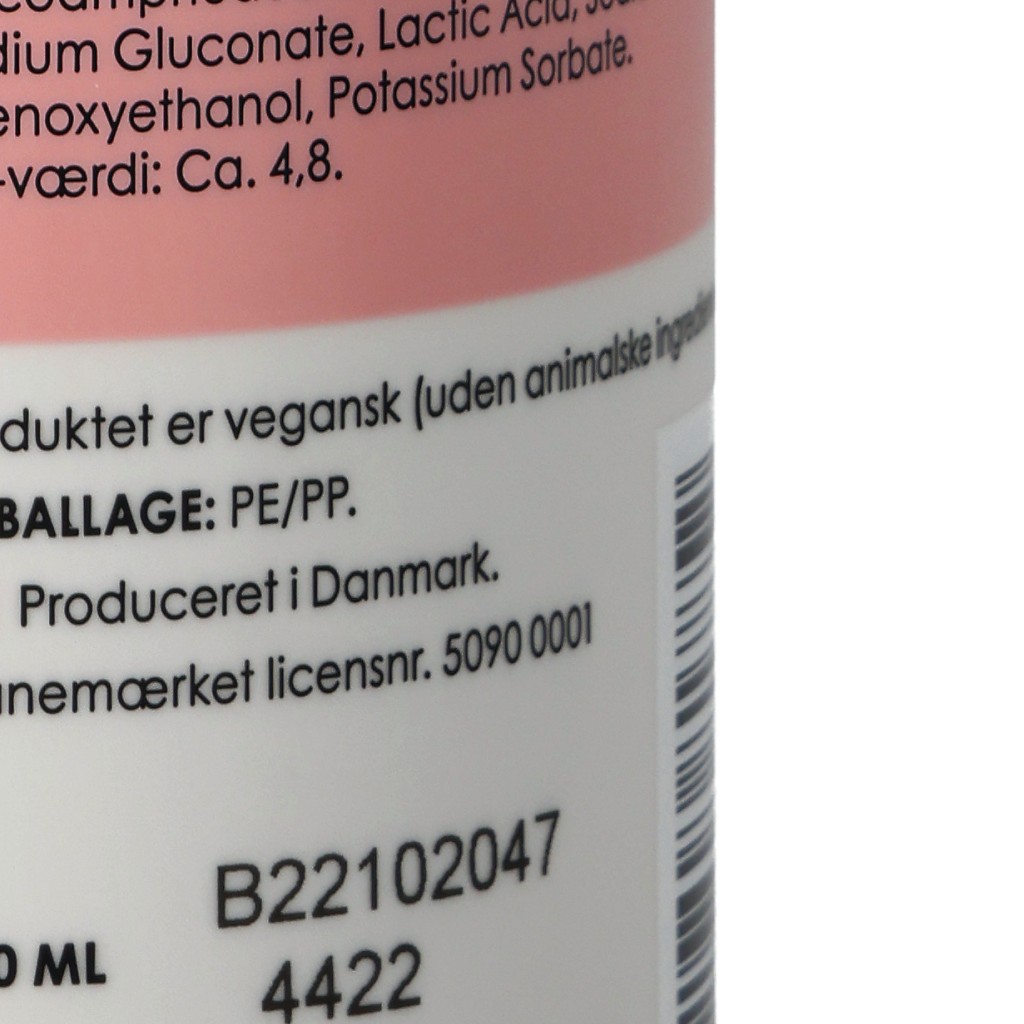 dium Gluconate, Lactic Acid,
enoxyethanol, Potassium Sorbate.
-værdi: Ca. 4,8.
duktet er vegansk (uden animalske
BALLAGE: PE/PP.
Produceret i Danmark.
nemærket licensnr. 5090 0001
B22102047
0 ML
4422